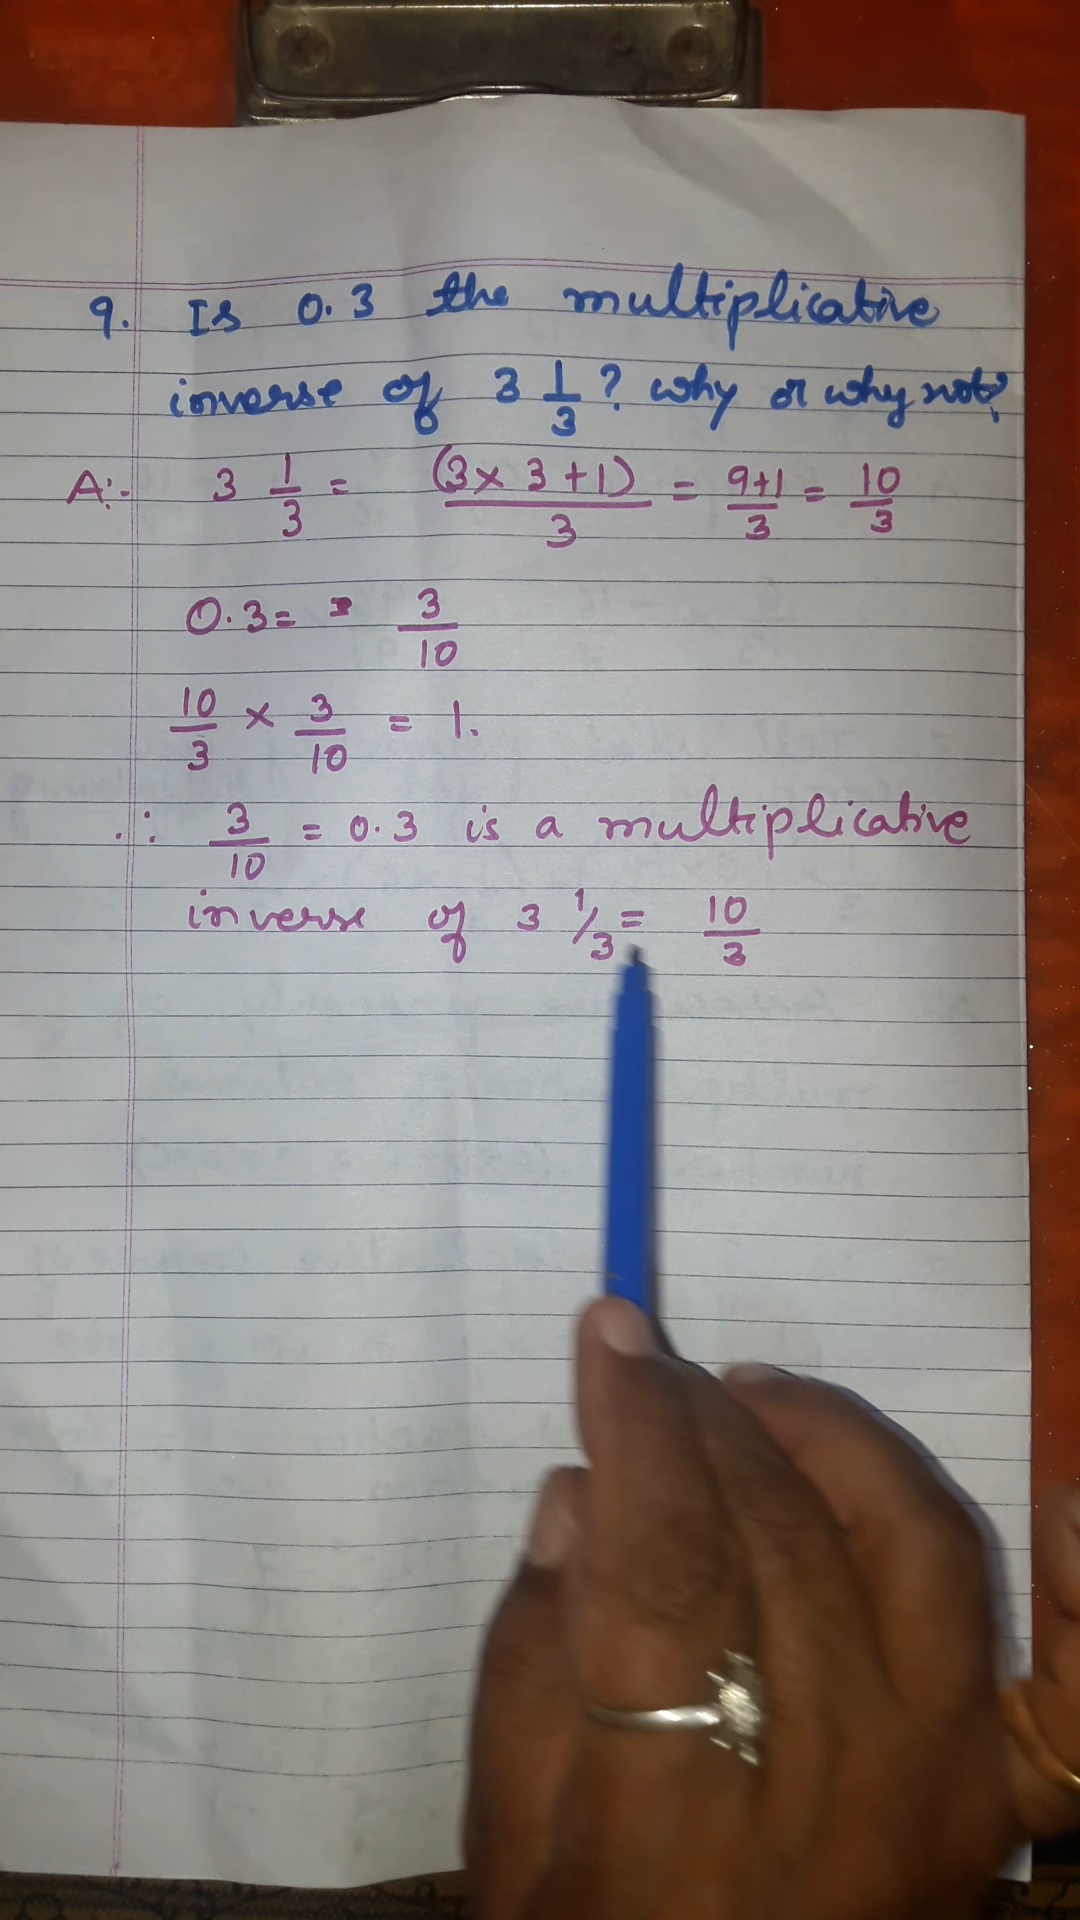 9. Is 0.3 the multiplicative
inverse of 3 1/3? why or why not?
A:- 3 1/3 = (3 x 3 + 1)/3 = 9+1/3 = 10/3
0.3 = 3/10
10/3 x 3/10 = 1.
∴ 3/10 = 0.3 is a multiplicative
inverse of 3 1/3 = 10/3